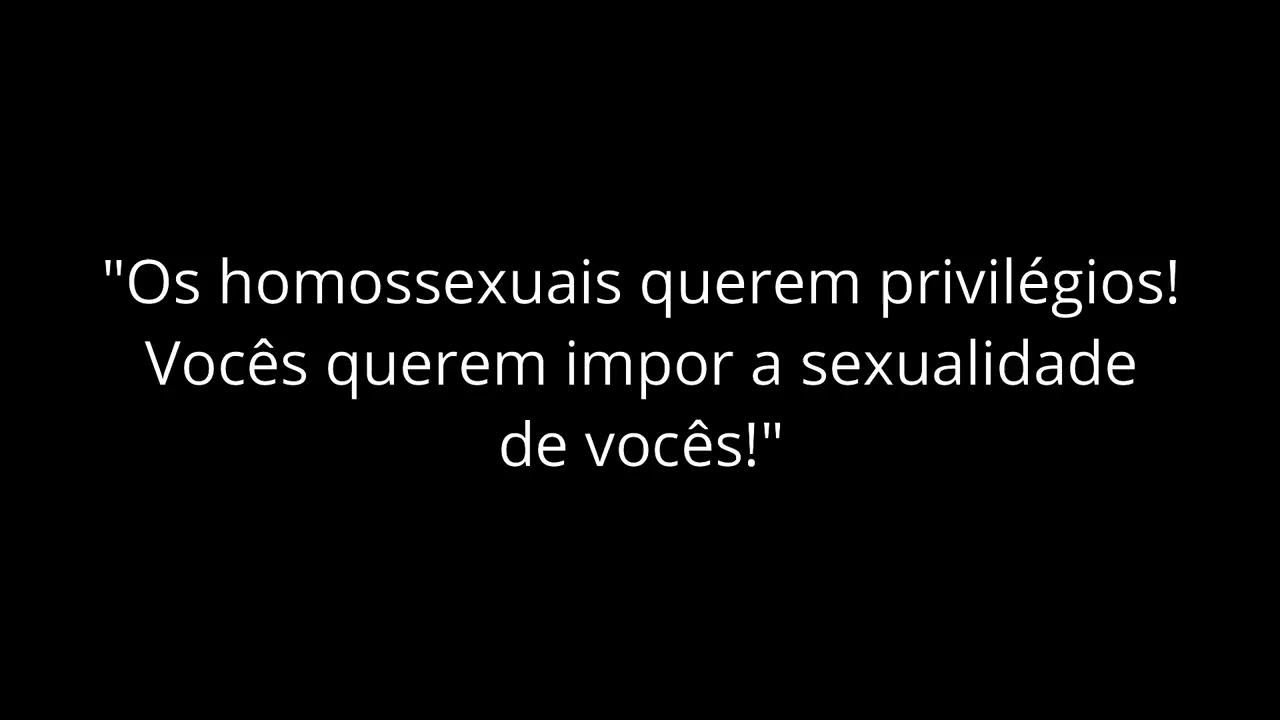 "Os homossexuais querem privilégios!
Vocês querem impor a sexualidade
de vocês!"